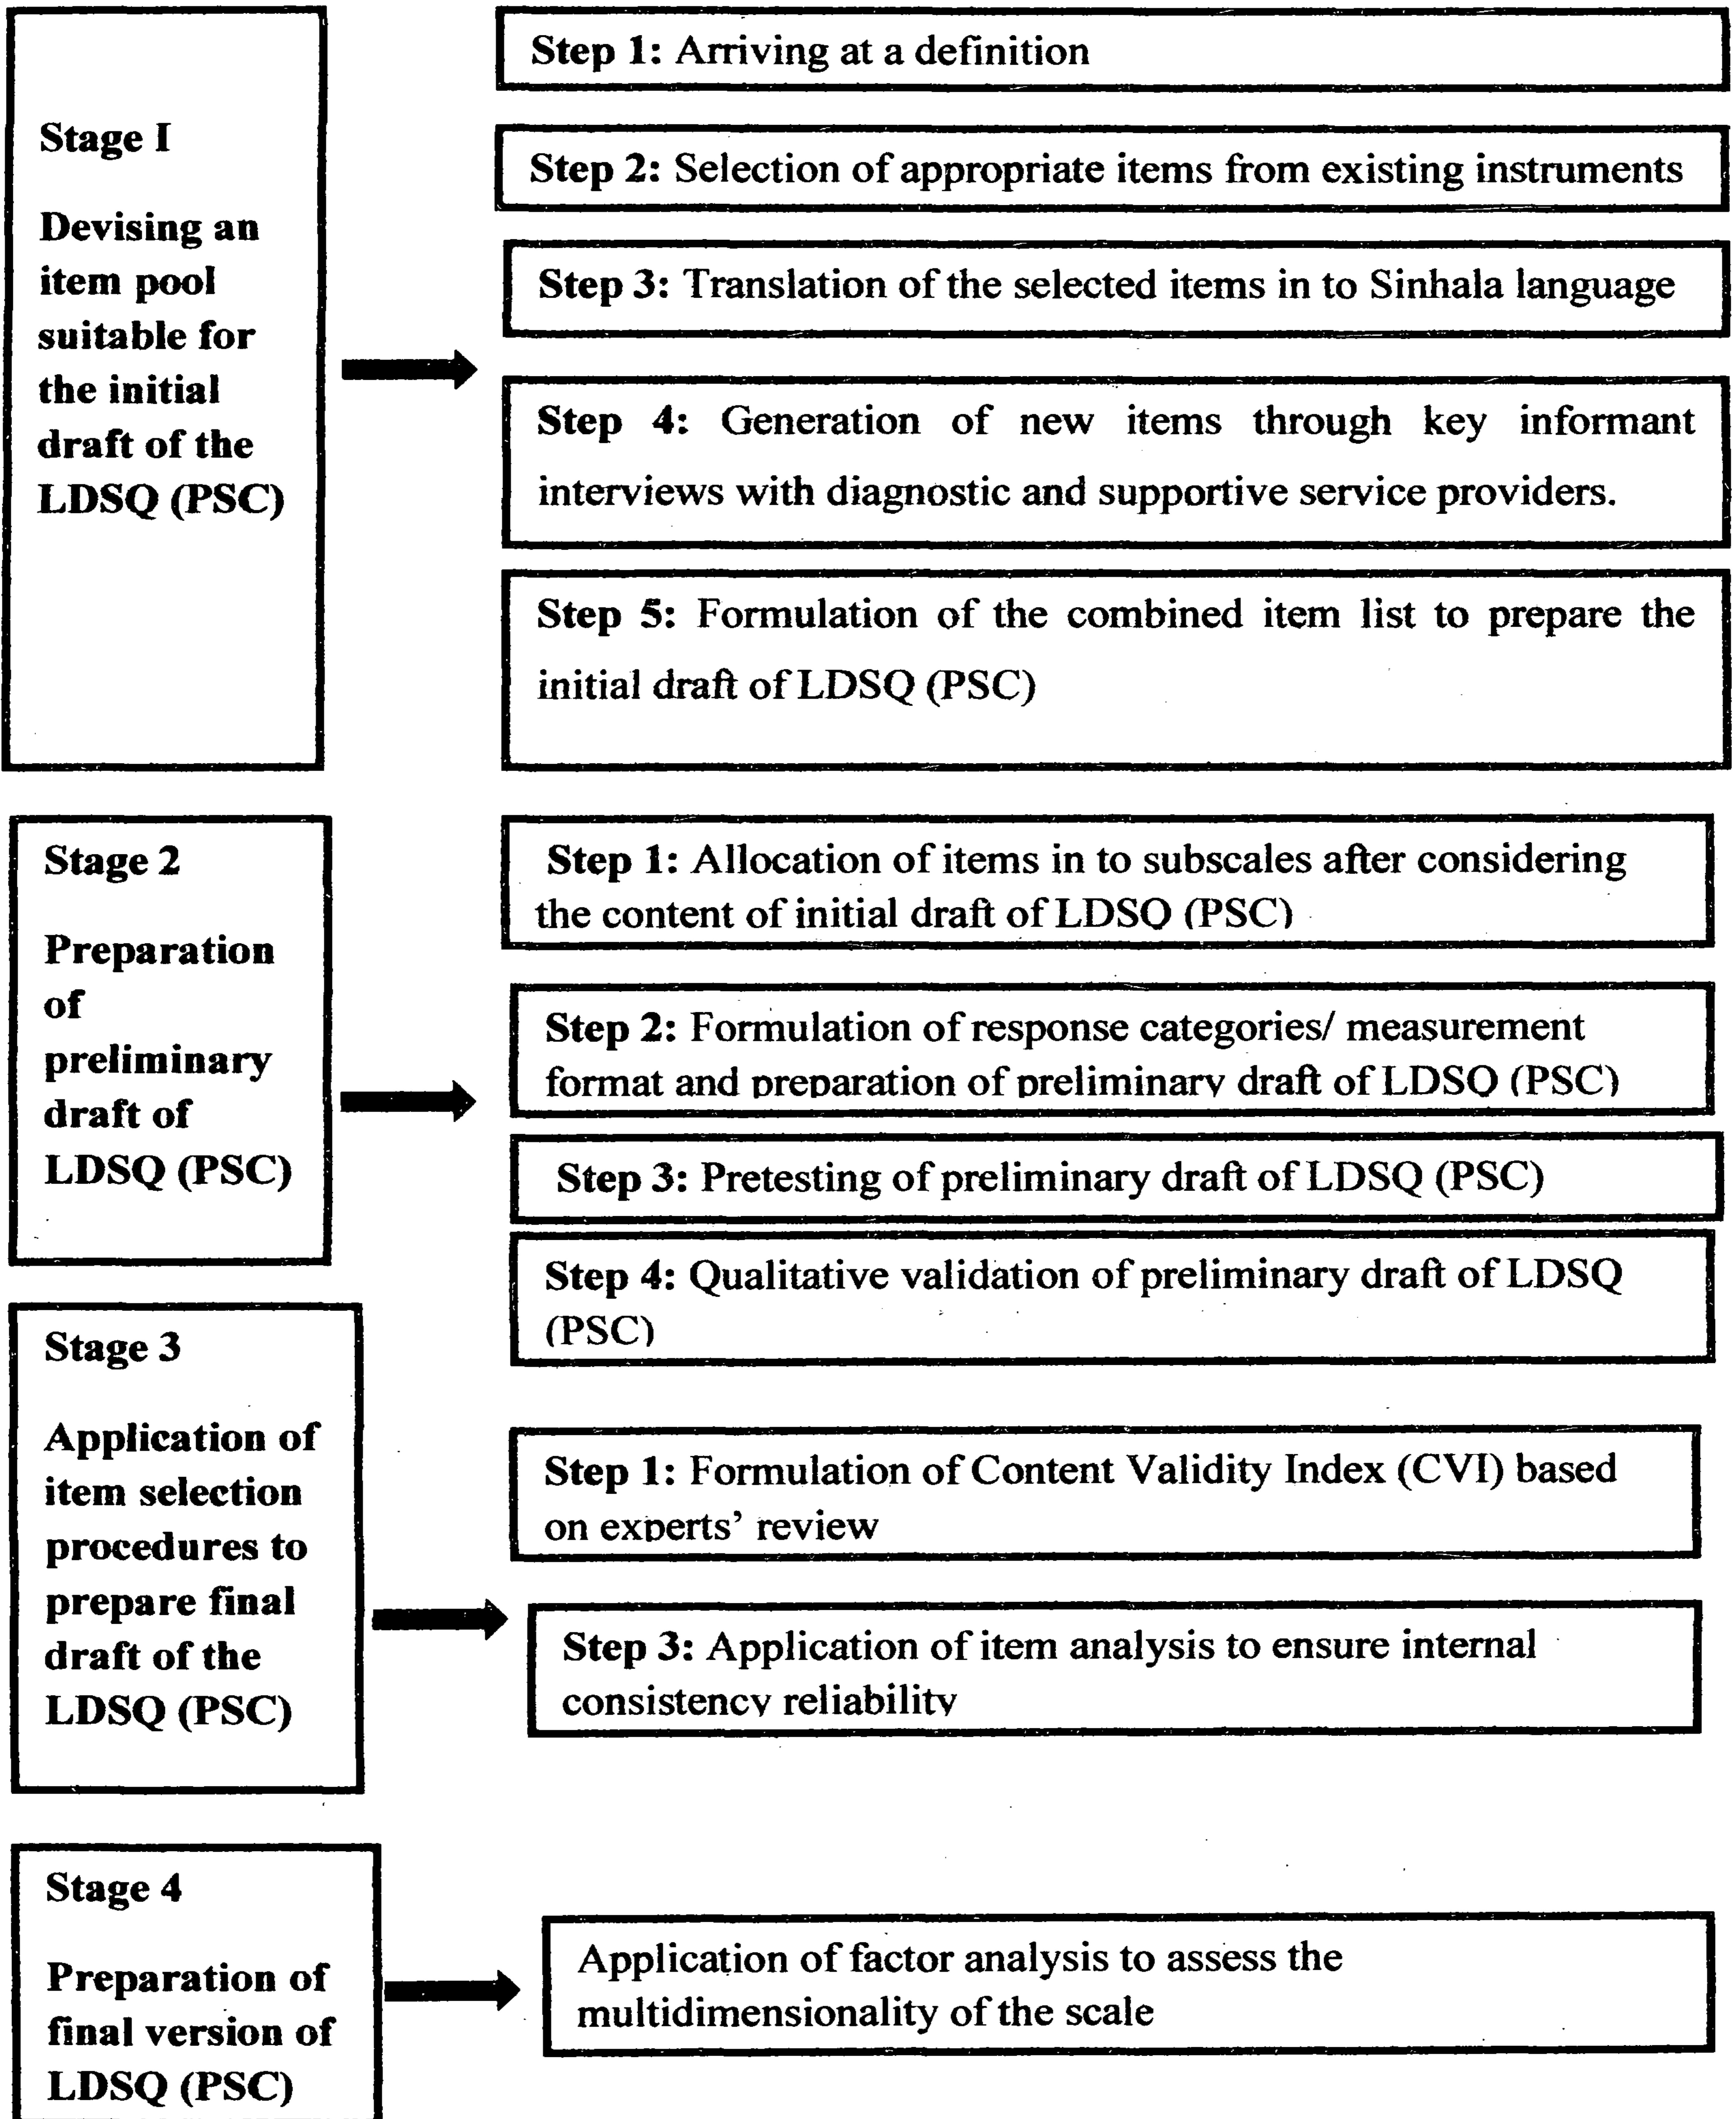 Stage I
Devising an
item pool
suitable for
the initial
draft of the
LDSQ (PSC)
Step 1: Arriving at a definition
Step 2: Selection of appropriate items from existing instruments
Step 3: Translation of the selected items in to Sinhala language
Step 4: Generation of new items through key informant
interviews with diagnostic and supportive service providers.
Step 5: Formulation of the combined item list to prepare the
initial draft of LDSQ (PSC)
Stage 2
Preparation
of
preliminary
draft of
LDSQ (PSC)
Step 1: Allocation of items in to subscales after considering
the content of initial draft of LDSQ (PSC)
Step 2: Formulation of response categories/ measurement
format and preparation of preliminary draft of LDSQ (PSC)
Step 3: Pretesting of preliminary draft of LDSQ (PSC)
Step 4: Qualitative validation of preliminary draft of LDSQ
(PSC)
Stage 3
Application of
item selection
procedures to
prepare final
draft of the
LDSQ (PSC)
Step 1: Formulation of Content Validity Index (CVI) based
on experts' review
Step 3: Application of item analysis to ensure internal
consistency reliability
Stage 4
Preparation of
final version of
LDSQ (PSC)
Application of factor analysis to assess the
multidimensionality of the scale